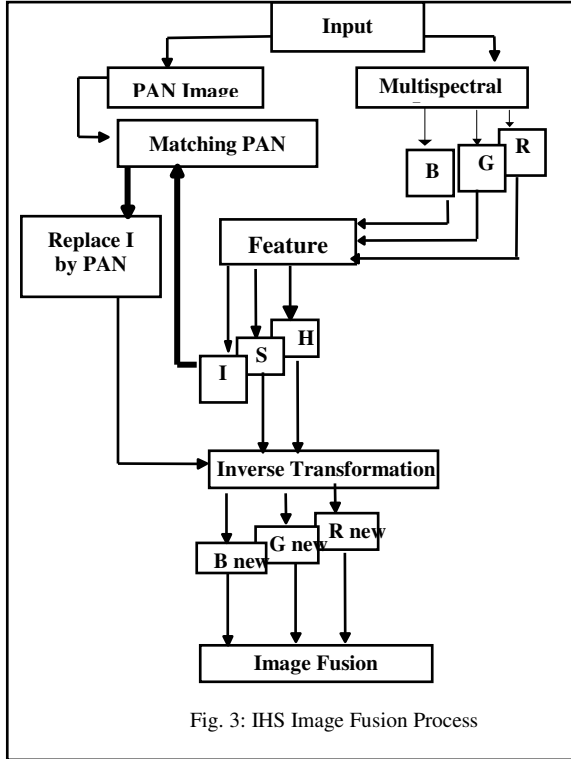 Input
PAN Image
Multispectral
Matching PAN
B
G
R
Replace I
by PAN
Feature
I
S
H
Inverse Transformation
B new
G new
R new
Image Fusion
Fig. 3: IHS Image Fusion Process